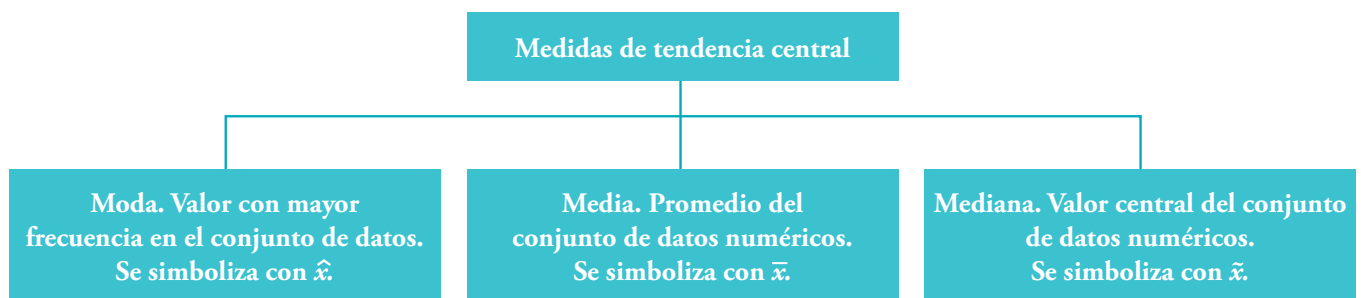 Medidas de tendencia central
Moda. Valor con mayor
frecuencia en el conjunto de datos.
Se simboliza con x̂.
Media. Promedio del
conjunto de datos numéricos.
Se simboliza con x̅.
Mediana. Valor central del conjunto
de datos numéricos.
Se simboliza con x̃.